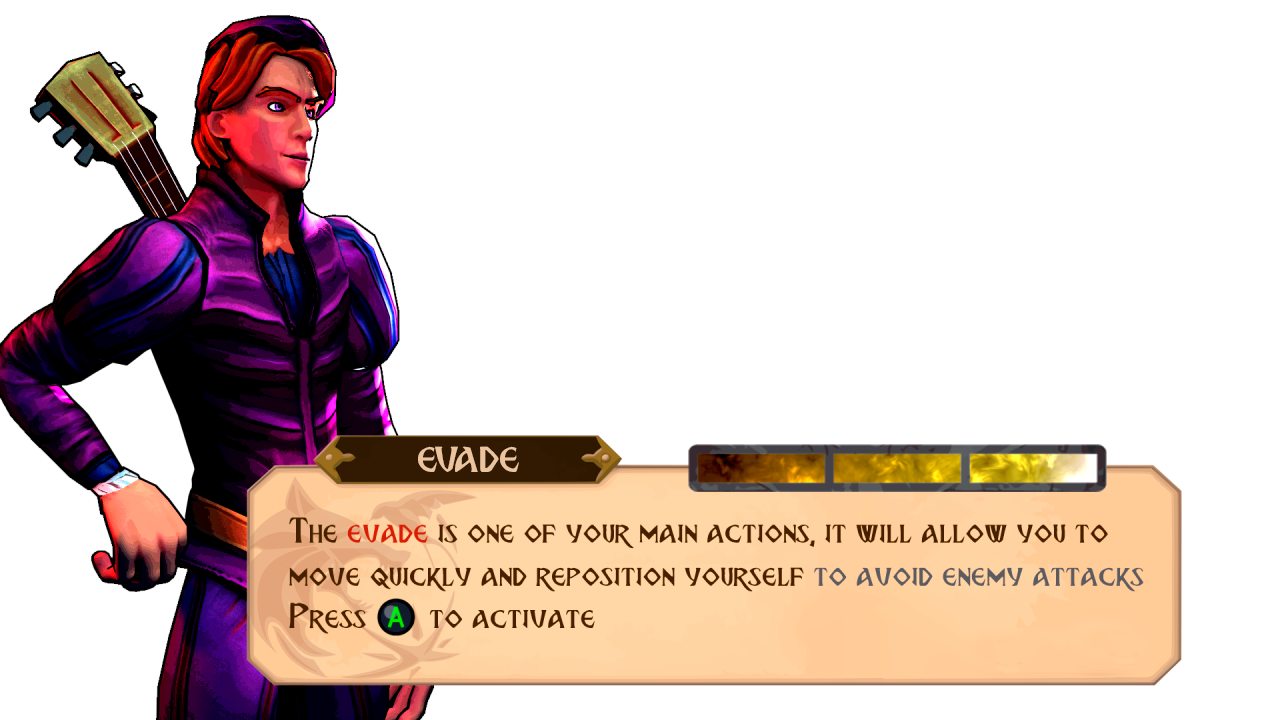 EVADE
THE EVADE IS ONE OF YOUR MAIN ACTIONS, IT WILL ALLOW YOU TO
MOVE QUICKLY AND REPOSITION YOURSELF TO AVOID ENEMY ATTACKS
PRESS A TO ACTIVATE